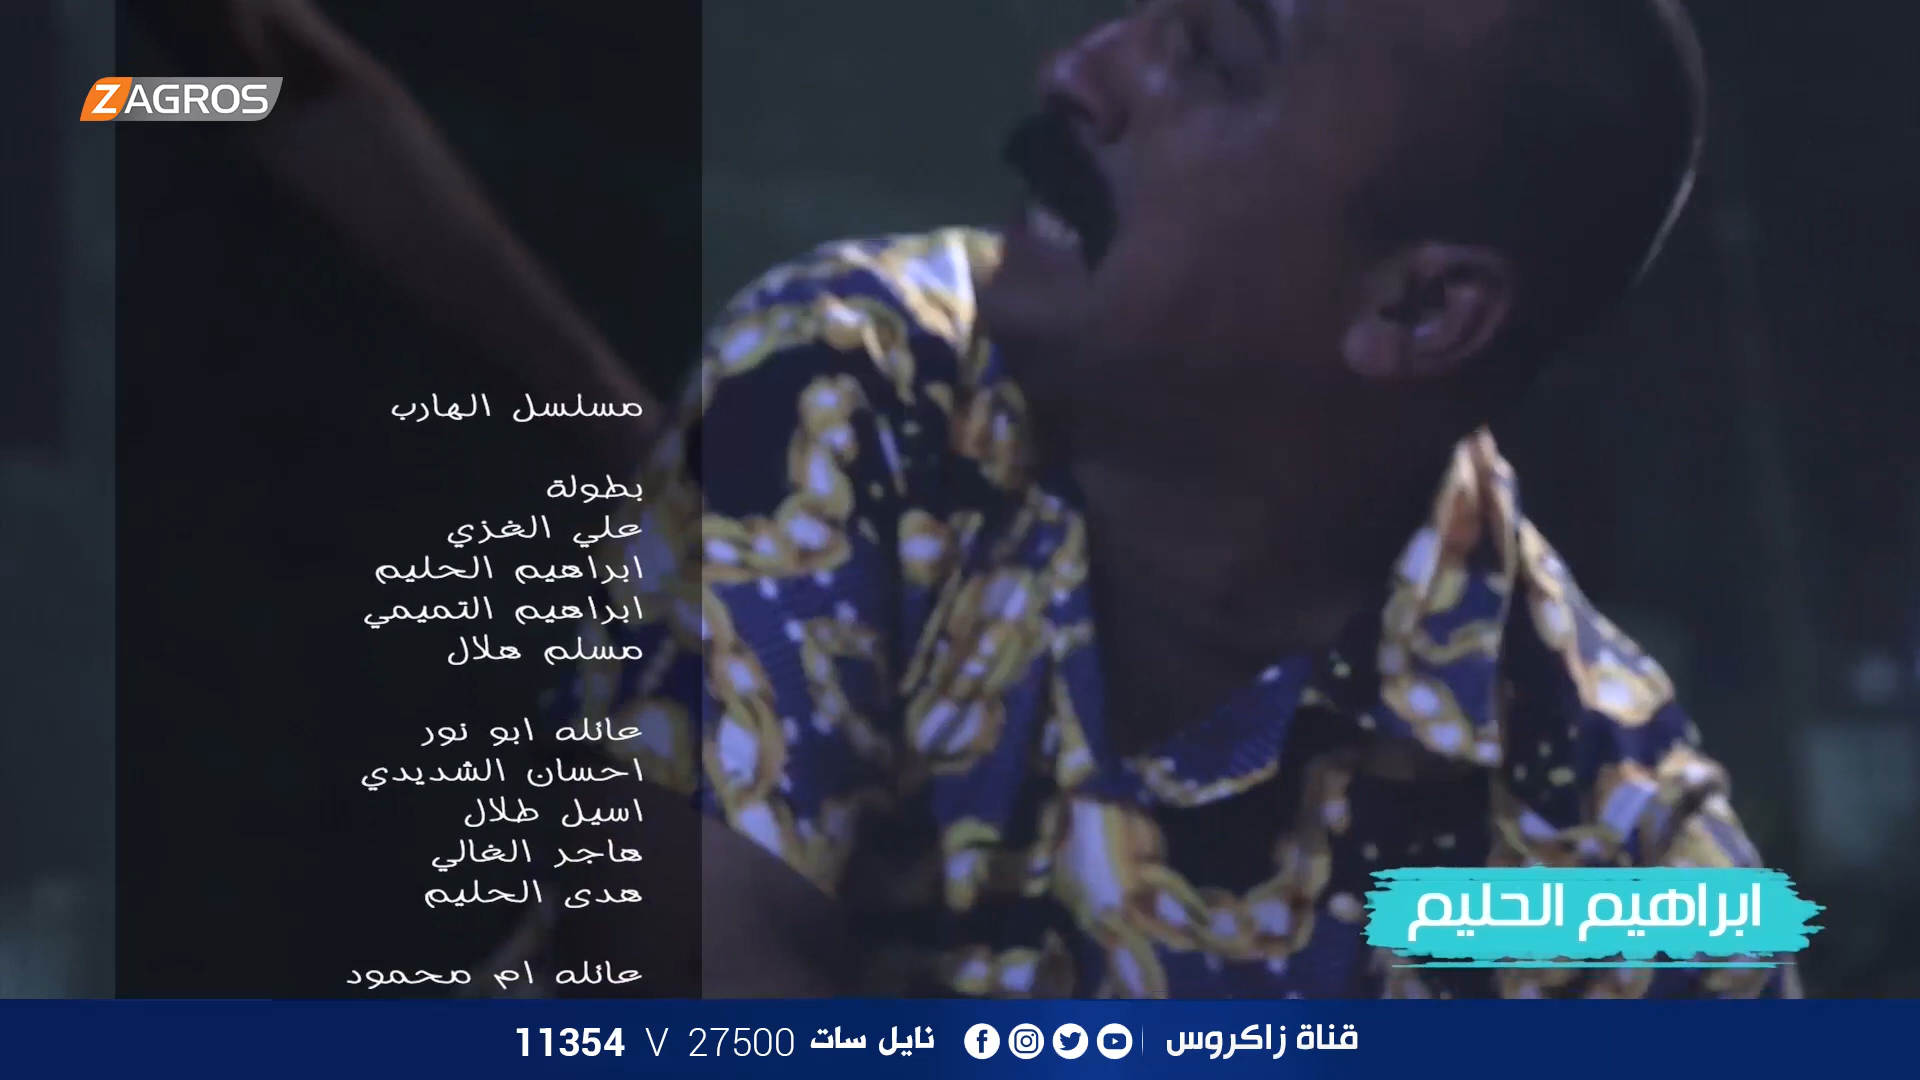 ZAGROS
مسلسل الهارب
بطولة
علي الغزي
ابراهيم الحليم
ابراهيم التميمي
مسلم هلال
عائله ابو نور
احسان الشديدي
اسيل طلال
هاجر الغالي
هدى الحليم
عائله ام محمود
ابراهيم الحليم
قناة زاكروس
نايل سات 27500 V 11354